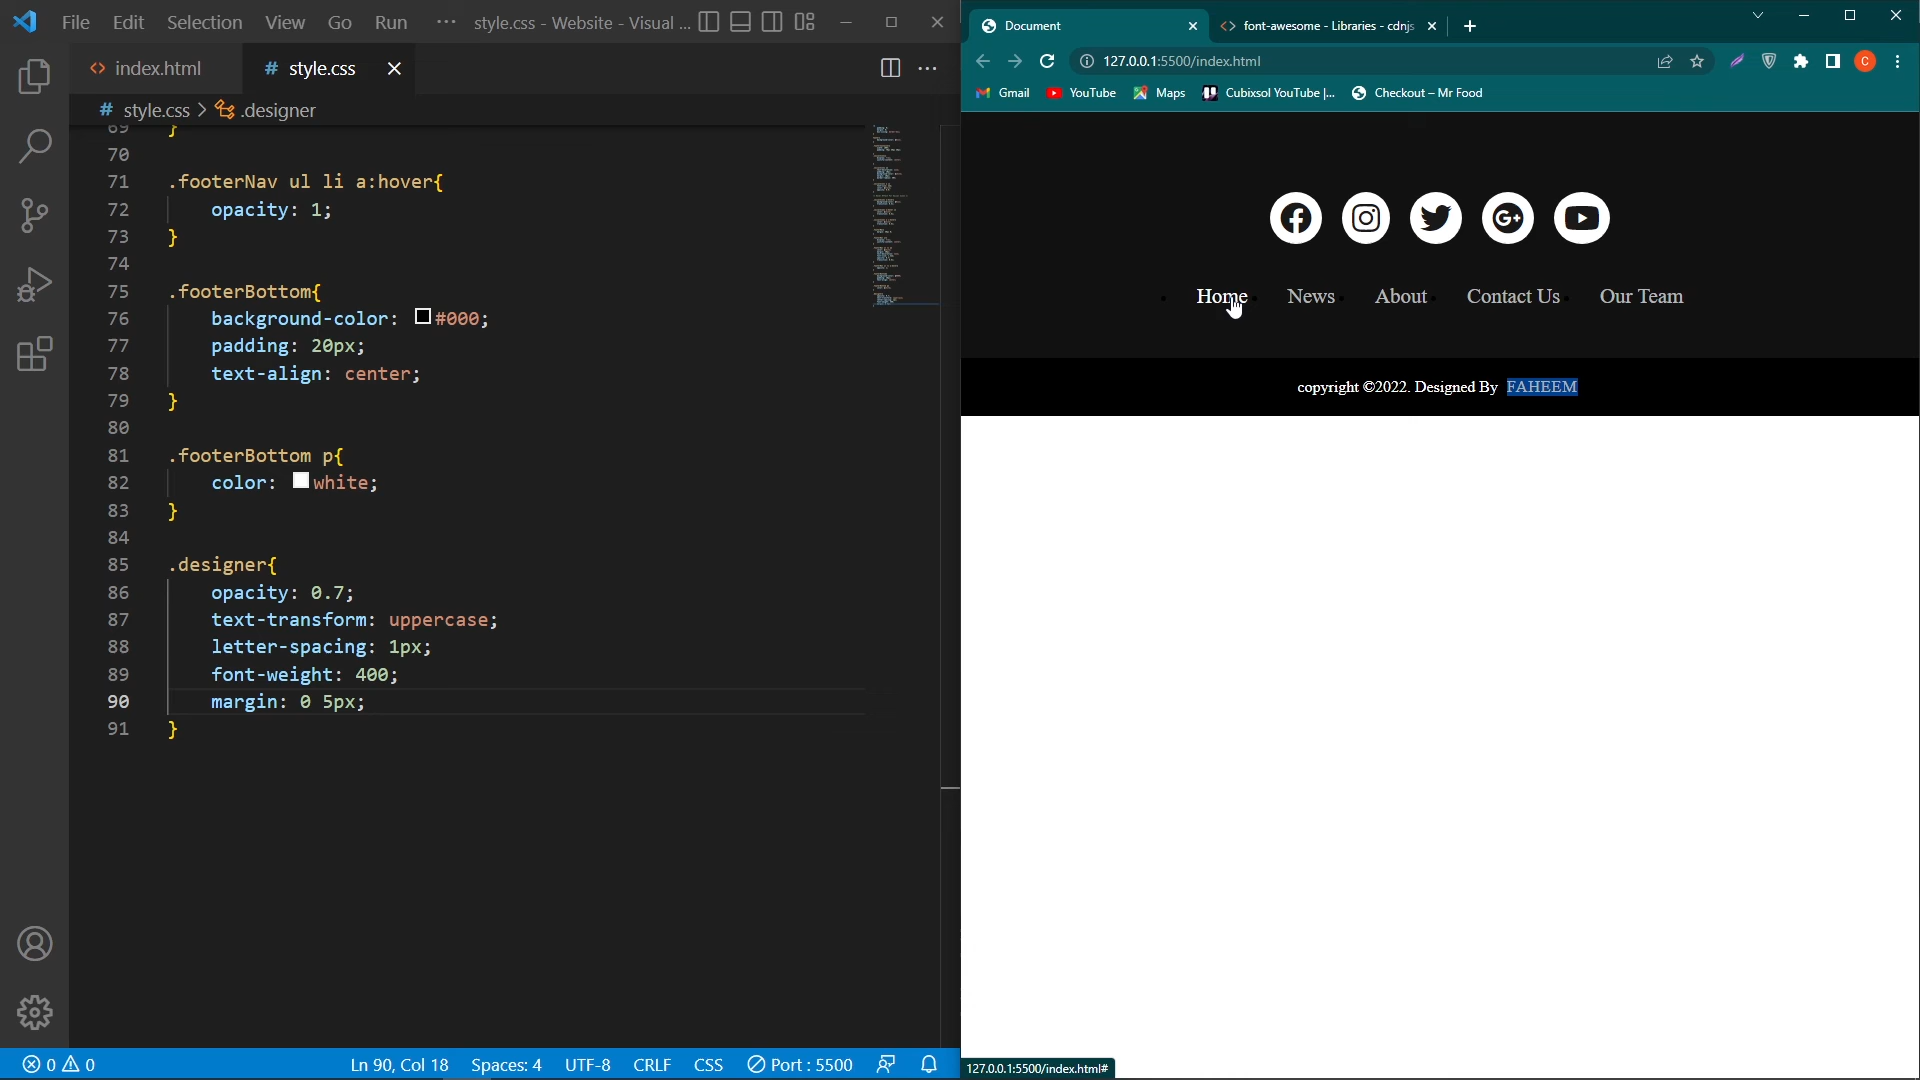 File Edit Selection View Go Run ··· style.css - Website - Visual ...
index.html # style.css
# style.css > .designer
69 }
70
71 .footerNav ul li a:hover{
72 opacity: 1;
73 }
74
75 .footerBottom{
76 background-color: #000;
77 padding: 20px;
78 text-align: center;
79 }
80
81 .footerBottom p{
82 color: white;
83 }
84
85 .designer{
86 opacity: 0.7;
87 text-transform: uppercase;
88 letter-spacing: 1px;
89 font-weight: 400;
90 margin: 0 5px;
91 }
0 0 Ln 90, Col 18 Spaces: 4 UTF-8 CRLF CSS Port : 5500
Document <> font-awesome - Libraries - cdnjs
127.0.0.1:5500/index.html C
Gmail YouTube Maps Cubixsol YouTube |... Checkout – Mr Food
Home News About Contact Us Our Team
copyright ©2022. Designed By FAHEEM
127.0.0.1:5500/index.html#